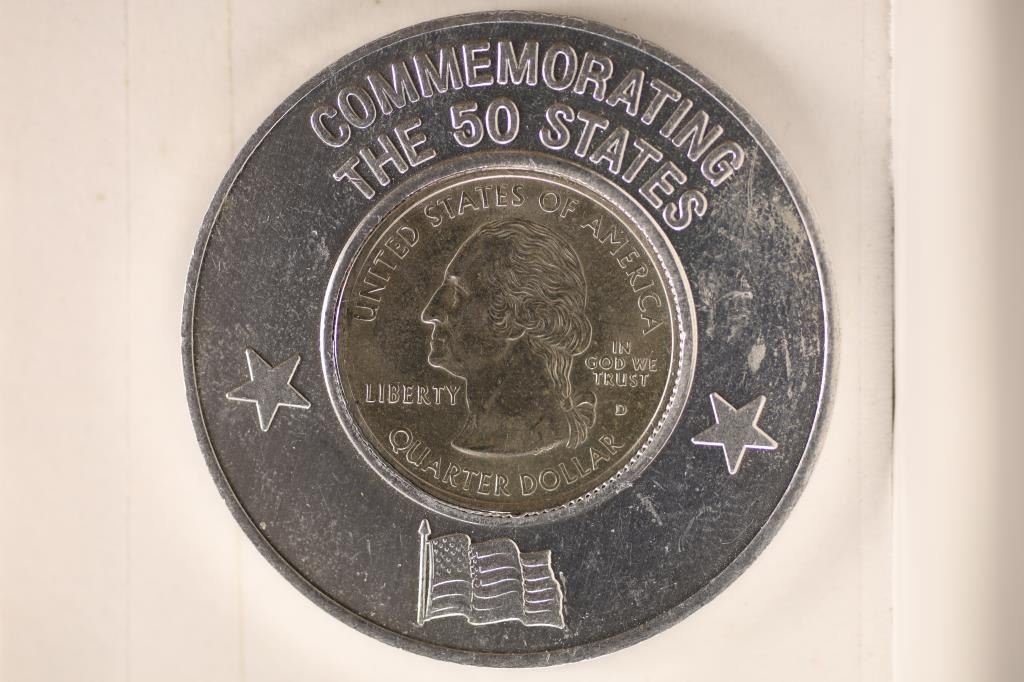 COMMEMORATING
THE 50 STATES
UNITED STATES OF AMERICA
IN
GOD WE
TRUST
LIBERTY
D
QUARTER DOLLAR